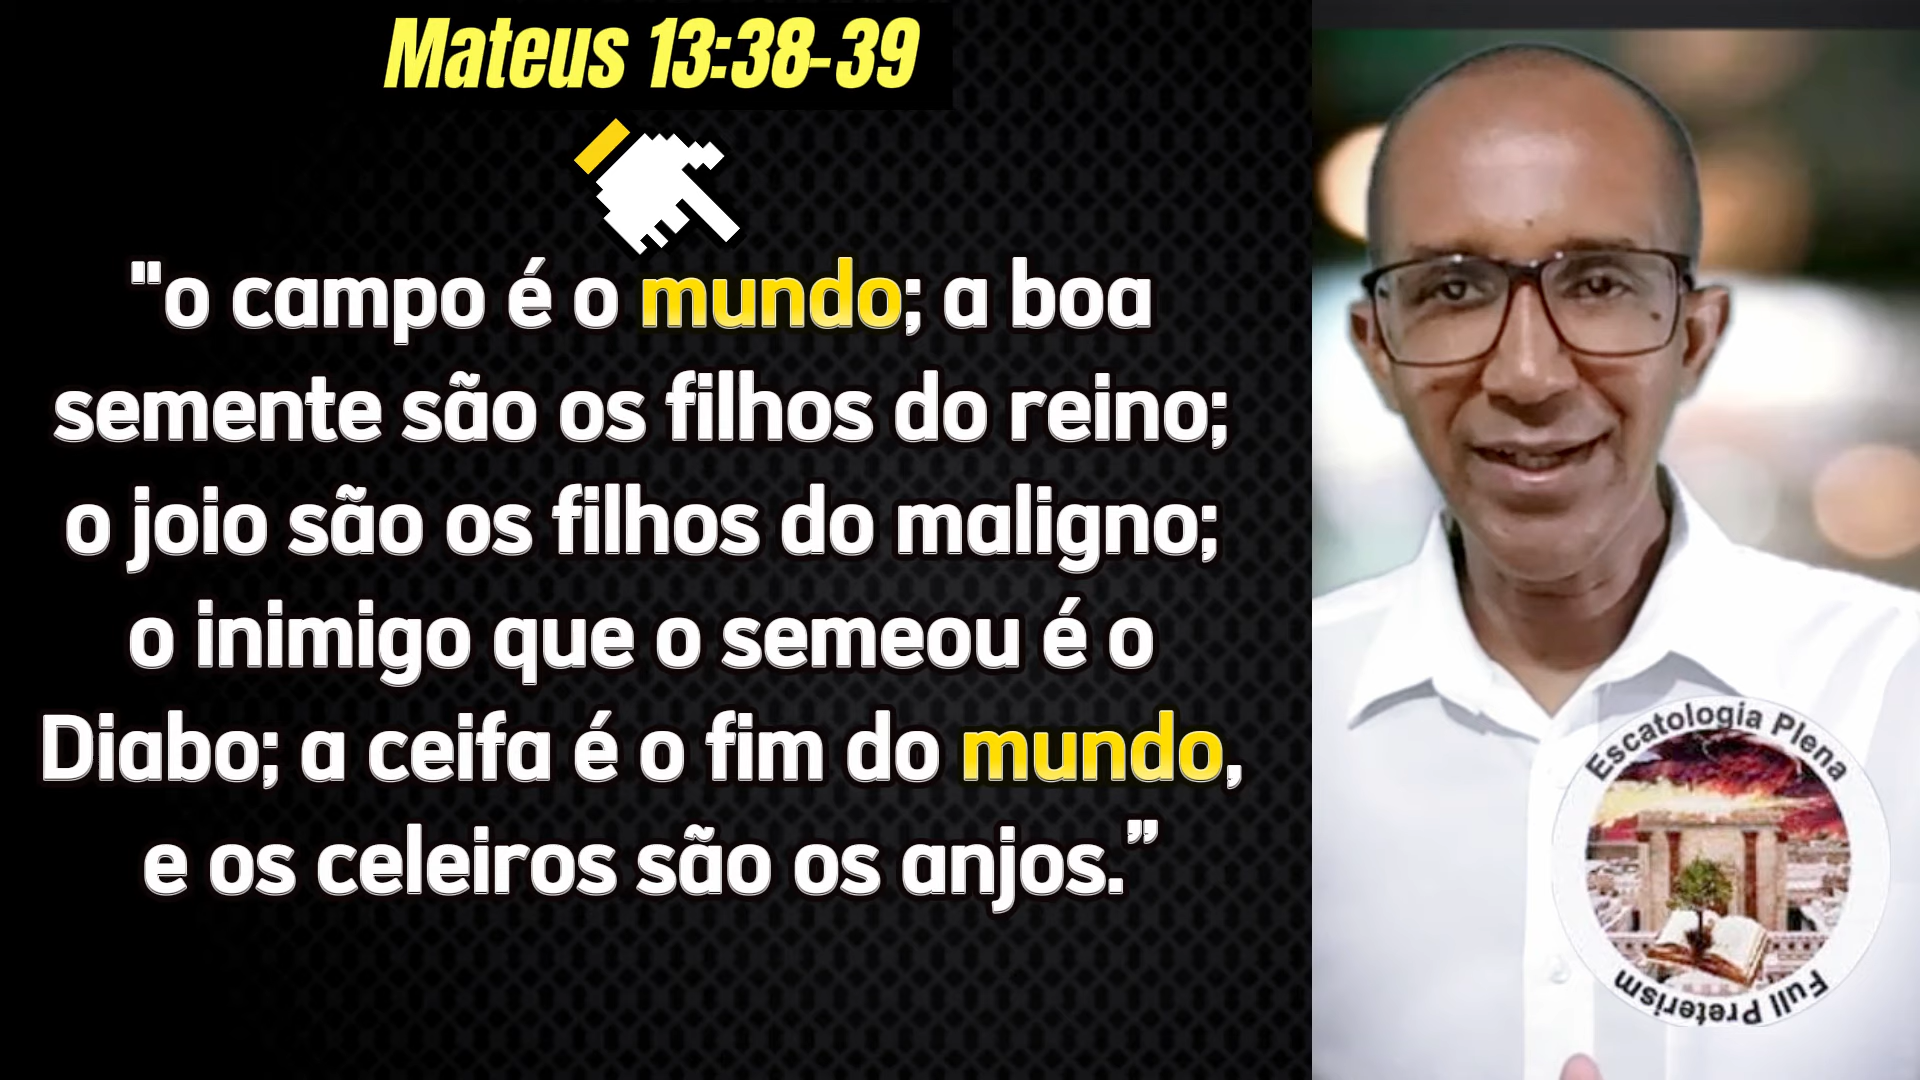 Mateus 13:38-39
"o campo é o mundo; a boa
semente são os filhos do reino;
o joio são os filhos do maligno;
o inimigo que o semeou é o
Diabo; a ceifa é o fim do mundo,
e os celeiros são os anjos.”
Escatologia Plena
Full Preterism